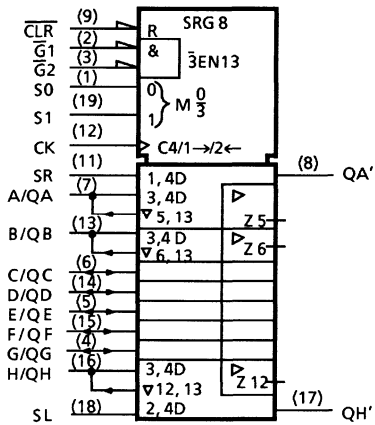 SRG 8
CLR (9) R
G1 (2) &
G2 (3) 3EN13
S0 (1) 0
M 0/3
S1 (19) 1
CK (12) C4/1→/2←
SR (11) 1, 4D (8) QA'
A/QA (7) 3, 4D ▷
▽ 5, 13 Z 5
B/QB (13) 3,4 D ▷
▽ 6, 13 Z 6
C/QC (6)
D/QD (14)
E/QE (5)
F/QF (15)
G/QG (4)
H/QH (16) 3, 4D ▷
▽ 12, 13 Z 12
SL (18) 2, 4D (17) QH'